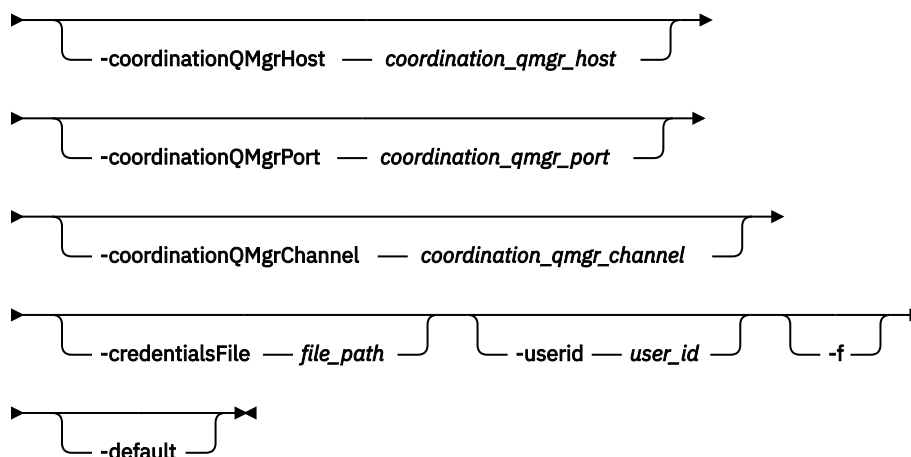 -coordinationQMgrHost coordination_qmgr_host
-coordinationQMgrPort coordination_qmgr_port
-coordinationQMgrChannel coordination_qmgr_channel
-credentialsFile file_path -userid user_id -f
-default